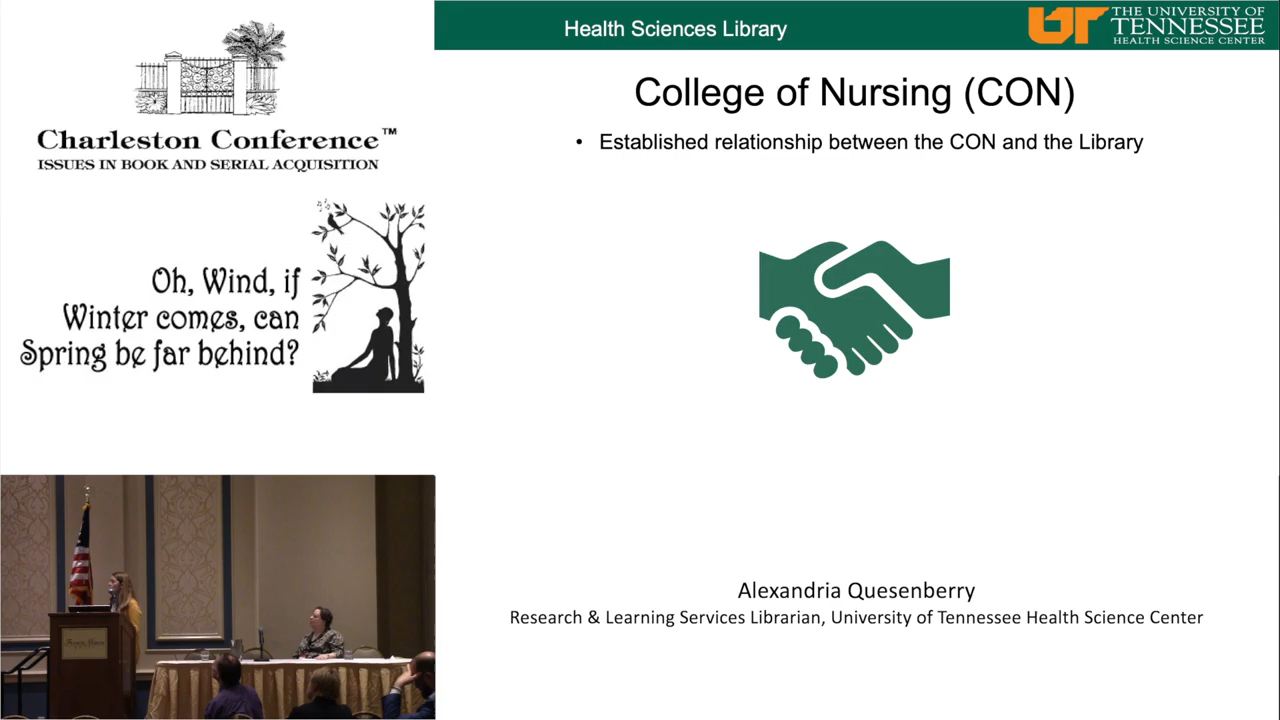 Charleston Conference™
ISSUES IN BOOK AND SERIAL ACQUISITION
Oh, Wind, if
Winter comes, can
Spring be far behind?
Health Sciences Library
UT
THE UNIVERSITY OF
TENNESSEE
HEALTH SCIENCE CENTER
College of Nursing (CON)
• Established relationship between the CON and the Library
Alexandria Quesenberry
Research & Learning Services Librarian, University of Tennessee Health Science Center